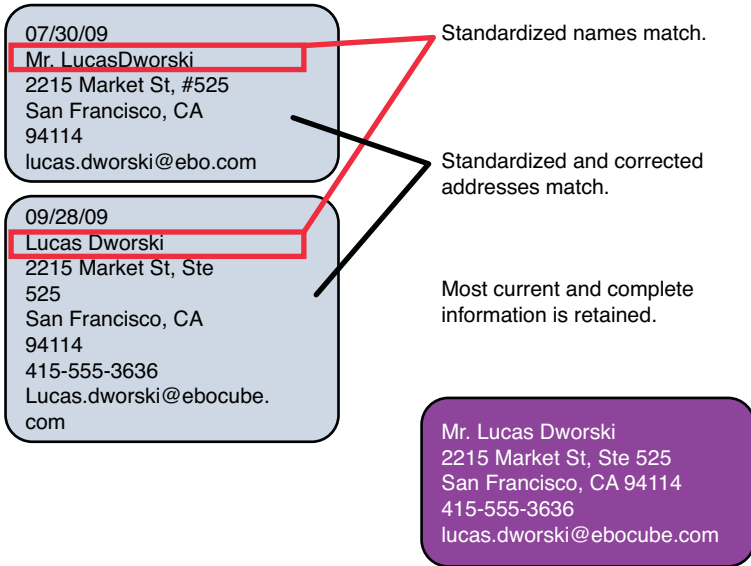 07/30/09
Mr. LucasDworski
2215 Market St, #525
San Francisco, CA
94114
lucas.dworski@ebo.com
09/28/09
Lucas Dworski
2215 Market St, Ste
525
San Francisco, CA
94114
415-555-3636
Lucas.dworski@ebocube.
com
Standardized names match.
Standardized and corrected
addresses match.
Most current and complete
information is retained.
Mr. Lucas Dworski
2215 Market St, Ste 525
San Francisco, CA 94114
415-555-3636
lucas.dworski@ebocube.com